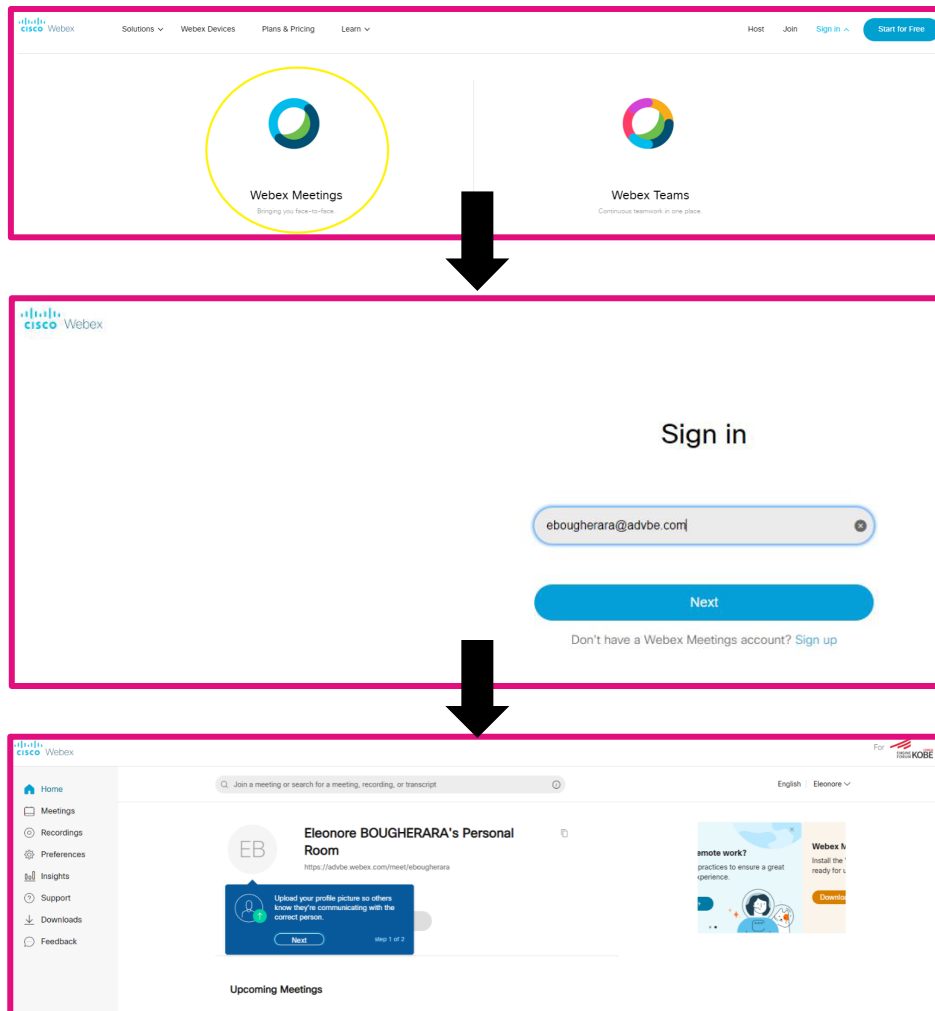 cisco Webex
Solutions
Webex Devices
Plans & Pricing
Learn
Host
Join
Sign in
Start for Free
Webex Meetings
Bringing you face-to-face
Webex Teams
Continuous teamwork in one place.
cisco Webex
Sign in
ebougherara@advbe.com
Next
Don't have a Webex Meetings account? Sign up
cisco Webex
For
KOBE
Home
Meetings
Recordings
Preferences
Insights
Support
Downloads
Feedback
Join a meeting or search for a meeting, recording, or transcript
English
Eleonore
EB
Eleonore BOUGHERARA's Personal
Room
https://advbe.webex.com/meet/ebougherara
Upload your profile picture so others
know they're communicating with the
correct person.
Next
step 1 of 2
emote work?
practices to ensure a great
xperience.
Webex M
Install the
ready for u
Downlo
Upcoming Meetings